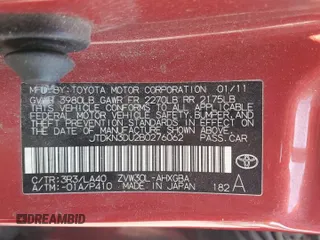 MFD.BY:TOYOTA MOTOR CORPORATION 01/11
GVWR 3980LB GAWR FR 2270LB RR 2175LB
THIS VEHICLE CONFORMS TO ALL APPLICABLE
FEDERAL MOTOR VEHICLE SAFETY, BUMPER, AND
THEFT PREVENTION STANDARDS IN EFFECT ON
THE DATE OF MANUFACTURE SHOWN ABOVE.
JTDKN3DU2B0276062 PASS.CAR
C/TR:3R3/LA40 ZVW30L-AHXGBA
A/TM:-01A/P410 MADE IN JAPAN 182 A